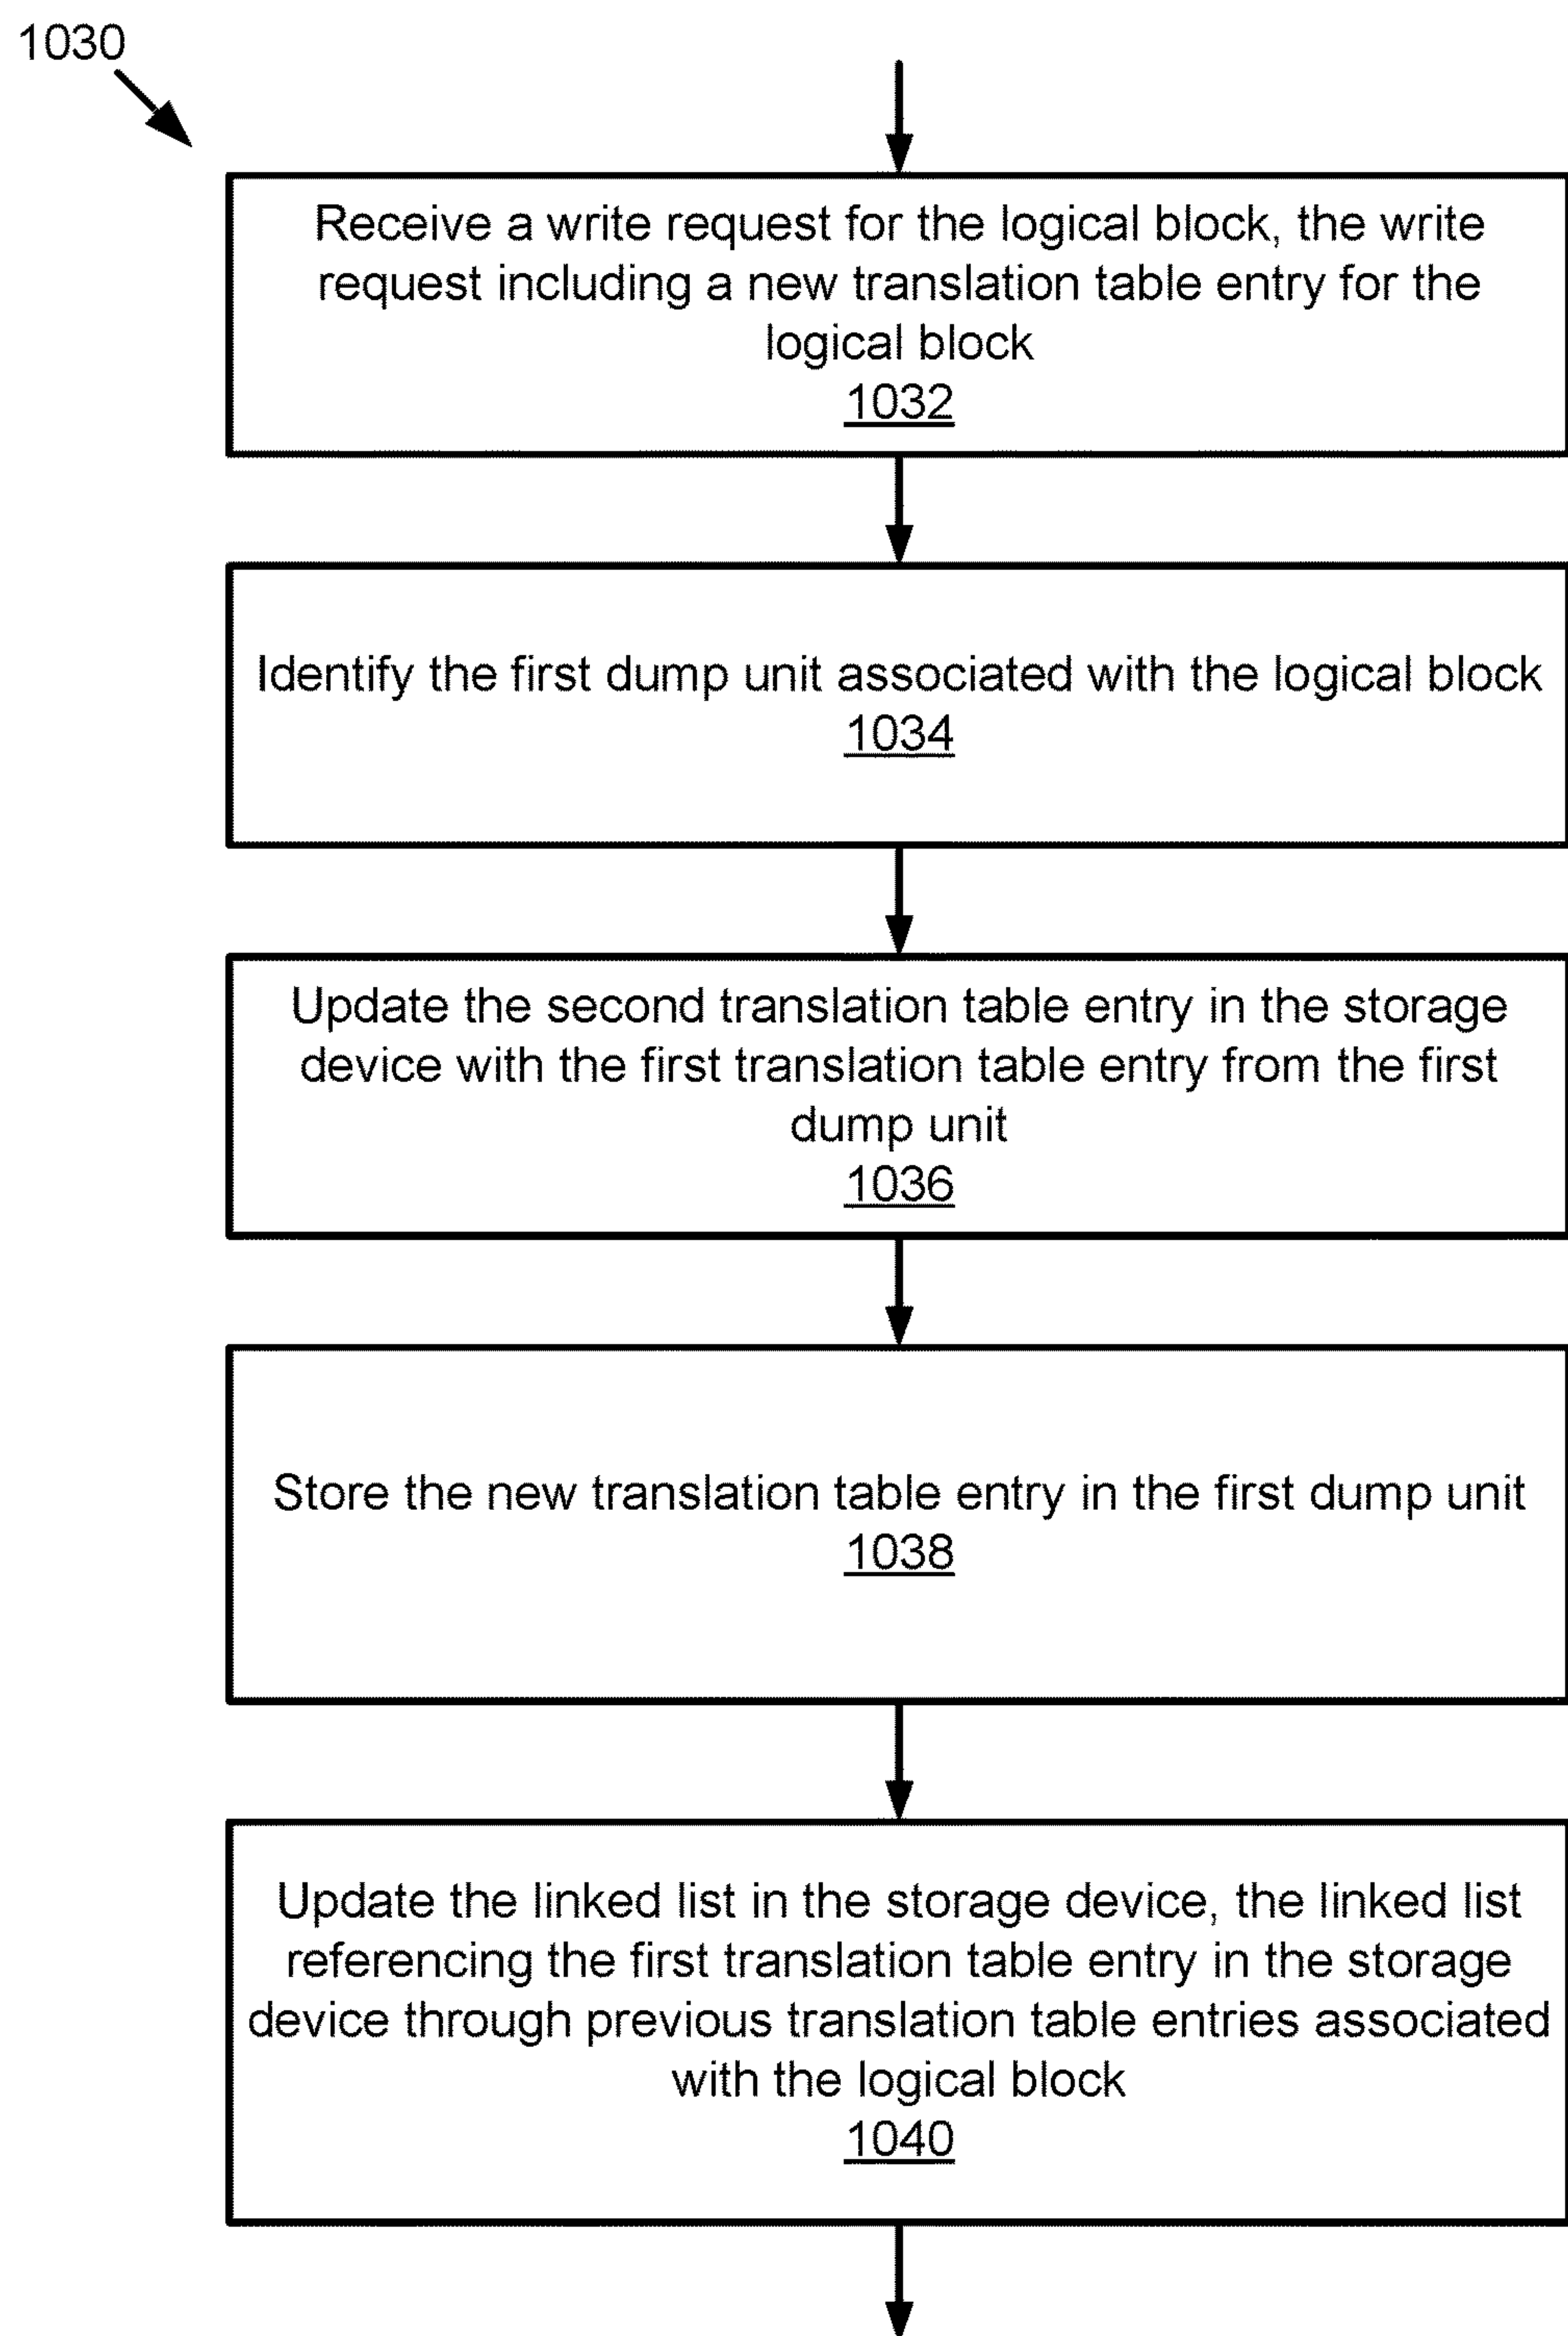 1030
Receive a write request for the logical block, the write
request including a new translation table entry for the
logical block
1032
Identify the first dump unit associated with the logical block
1034
Update the second translation table entry in the storage
device with the first translation table entry from the first
dump unit
1036
Store the new translation table entry in the first dump unit
1038
Update the linked list in the storage device, the linked list
referencing the first translation table entry in the storage
device through previous translation table entries associated
with the logical block
1040